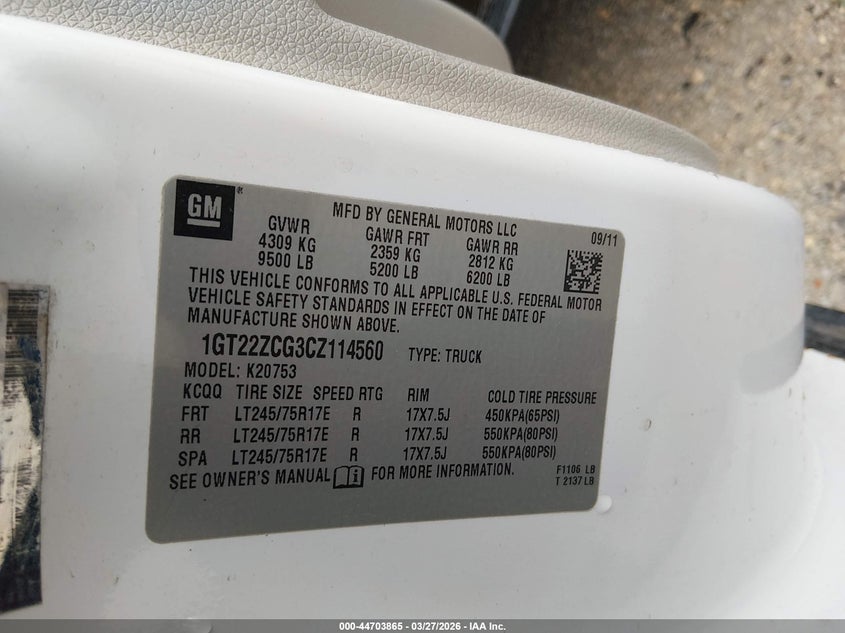 GM®
MFD BY GENERAL MOTORS LLC
09/11
GVWR GAWR FRT GAWR RR
4309 KG 2359 KG 2812 KG
9500 LB 5200 LB 6200 LB
THIS VEHICLE CONFORMS TO ALL APPLICABLE U.S. FEDERAL MOTOR
VEHICLE SAFETY STANDARDS IN EFFECT ON THE DATE OF
MANUFACTURE SHOWN ABOVE.
1GT22ZCG3CZ114560 TYPE: TRUCK
MODEL: K20753
KCQQ TIRE SIZE SPEED RTG RIM COLD TIRE PRESSURE
FRT LT245/75R17E R 17X7.5J 450KPA(65PSI)
RR LT245/75R17E R 17X7.5J 550KPA(80PSI)
SPA LT245/75R17E R 17X7.5J 550KPA(80PSI)
SEE OWNER'S MANUAL FOR MORE INFORMATION.
F1106 LB
T 2137 LB
000-44703865 - 03/27/2026 - IAA Inc.